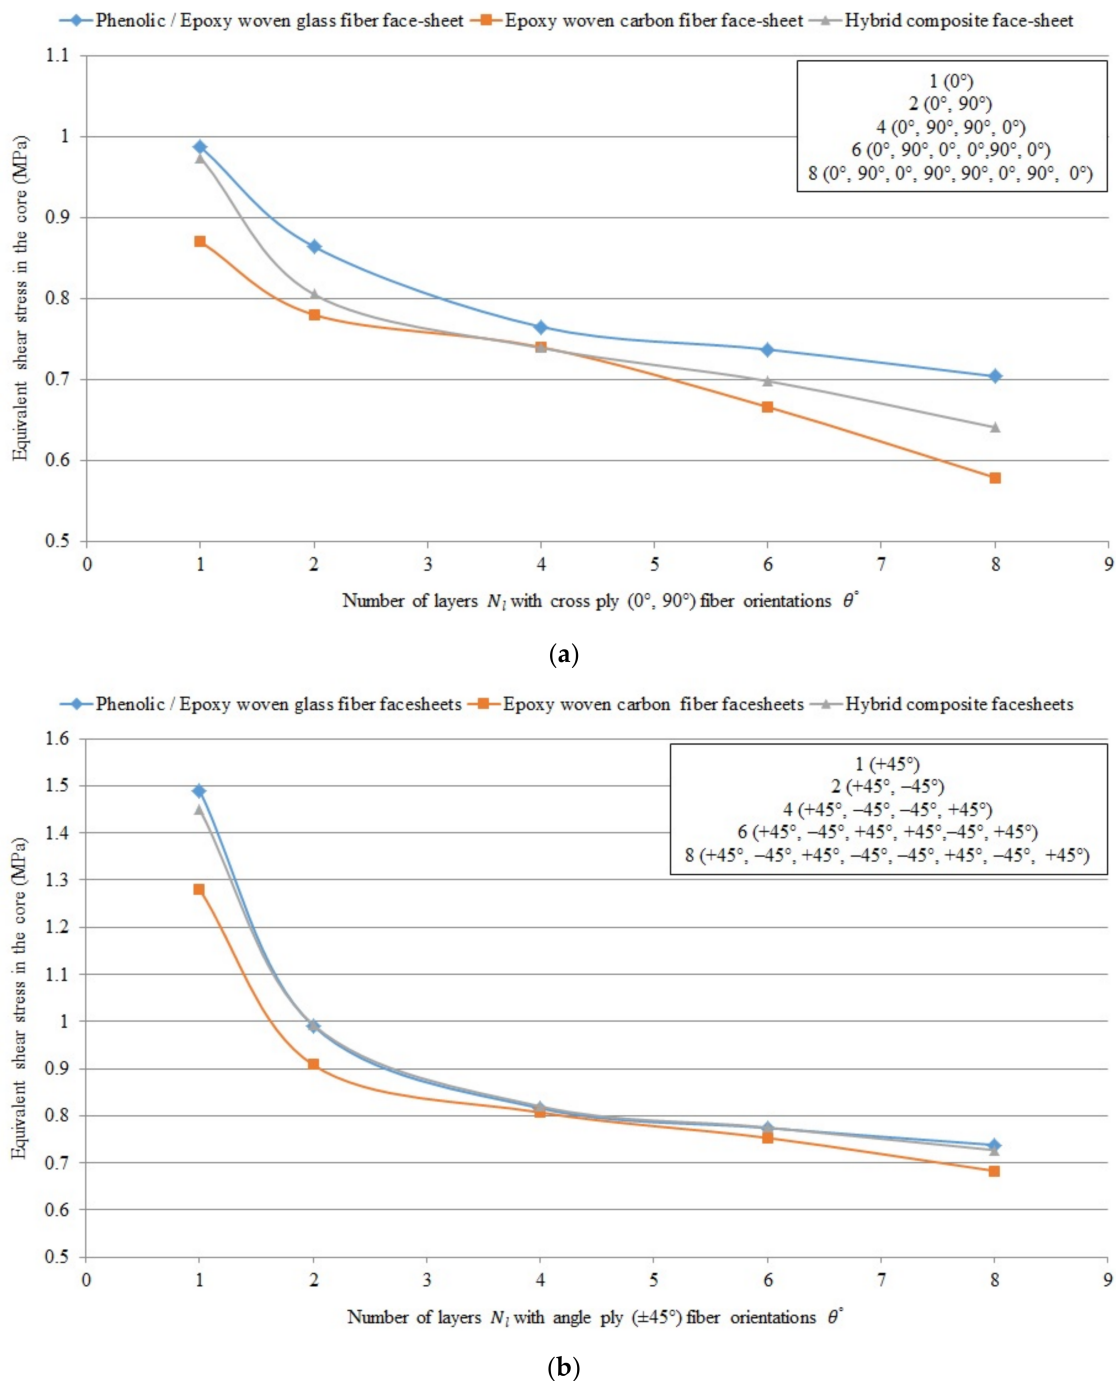 Phenolic / Epoxy woven glass fiber face-sheet Epoxy woven carbon fiber face-sheet Hybrid composite face-sheet
1.1
1 (0°)
2 (0°, 90°)
4 (0°, 90°, 90°, 0°)
6 (0°, 90°, 0°, 0°,90°, 0°)
8 (0°, 90°, 0°, 90°, 90°, 0°, 90°, 0°)
1
0.9
0.8
0.7
0.6
0.5
Equivalent shear stress in the core (MPa)
0 1 2 3 4 5 6 7 8 9
Number of layers Nₗ with cross ply (0°, 90°) fiber orientations θ°
(a)
Phenolic / Epoxy woven glass fiber facesheets Epoxy woven carbon fiber facesheets Hybrid composite facesheets
1.6
1 (+45°)
2 (+45°, –45°)
4 (+45°, –45°, –45°, +45°)
6 (+45°, –45°, +45°, +45°,–45°, +45°)
8 (+45°, –45°, +45°, –45°, –45°, +45°, –45°, +45°)
1.5
1.4
1.3
1.2
1.1
1
0.9
0.8
0.7
0.6
0.5
Equivalent shear stress in the core (MPa)
0 1 2 3 4 5 6 7 8 9
Number of layers Nₗ with angle ply (±45°) fiber orientations θ°
(b)